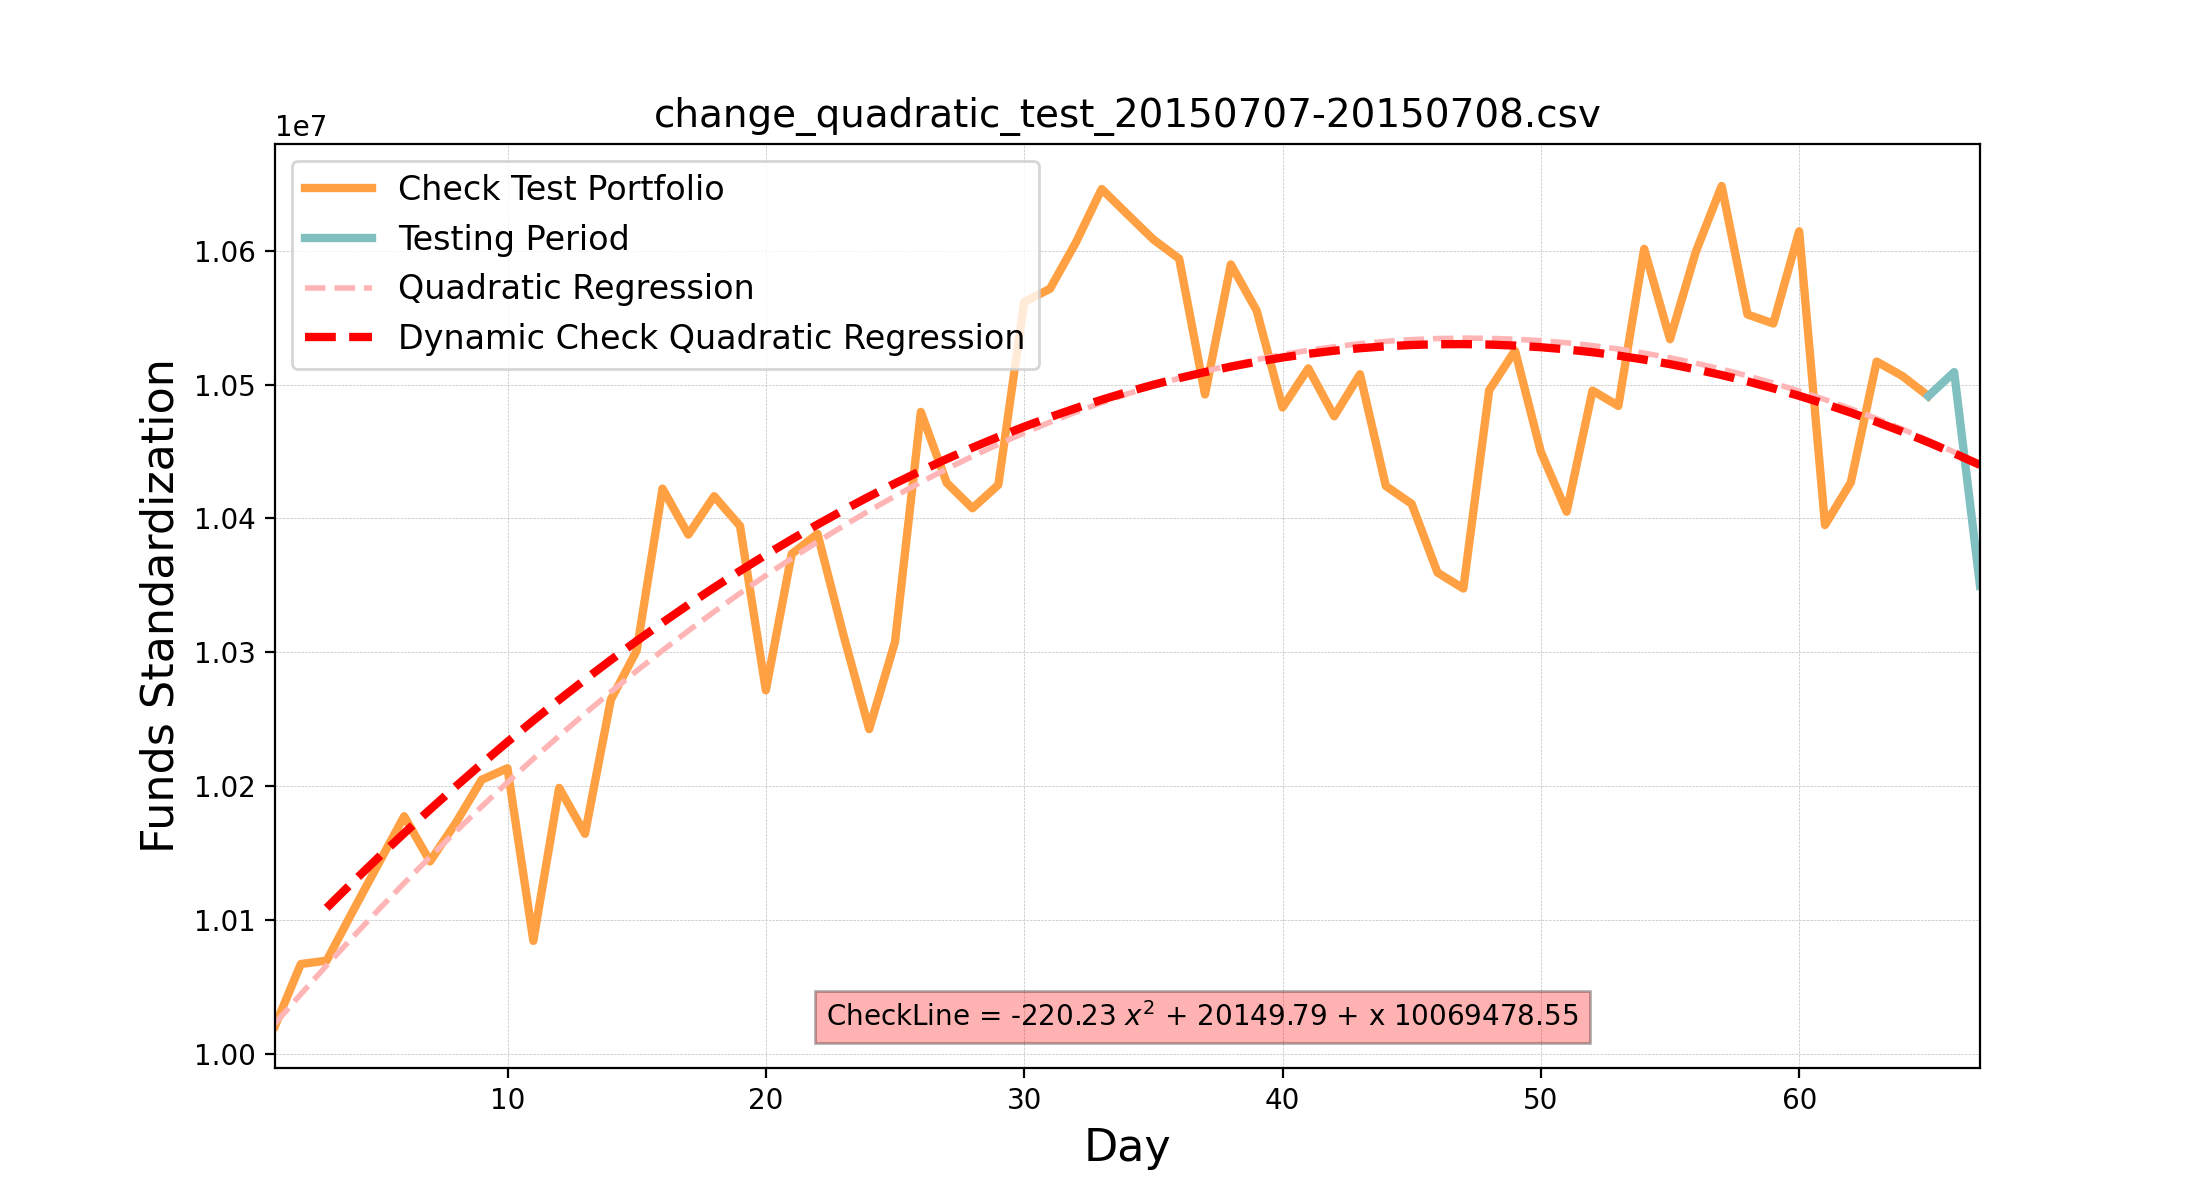 change_quadratic_test_20150707-20150708.csv
1e7
Check Test Portfolio
Testing Period
Quadratic Regression
Dynamic Check Quadratic Regression
1.06
1.05
1.04
1.03
1.02
1.01
1.00
Funds Standardization
CheckLine = -220.23 x² + 20149.79 + x 10069478.55
10 20 30 40 50 60
Day